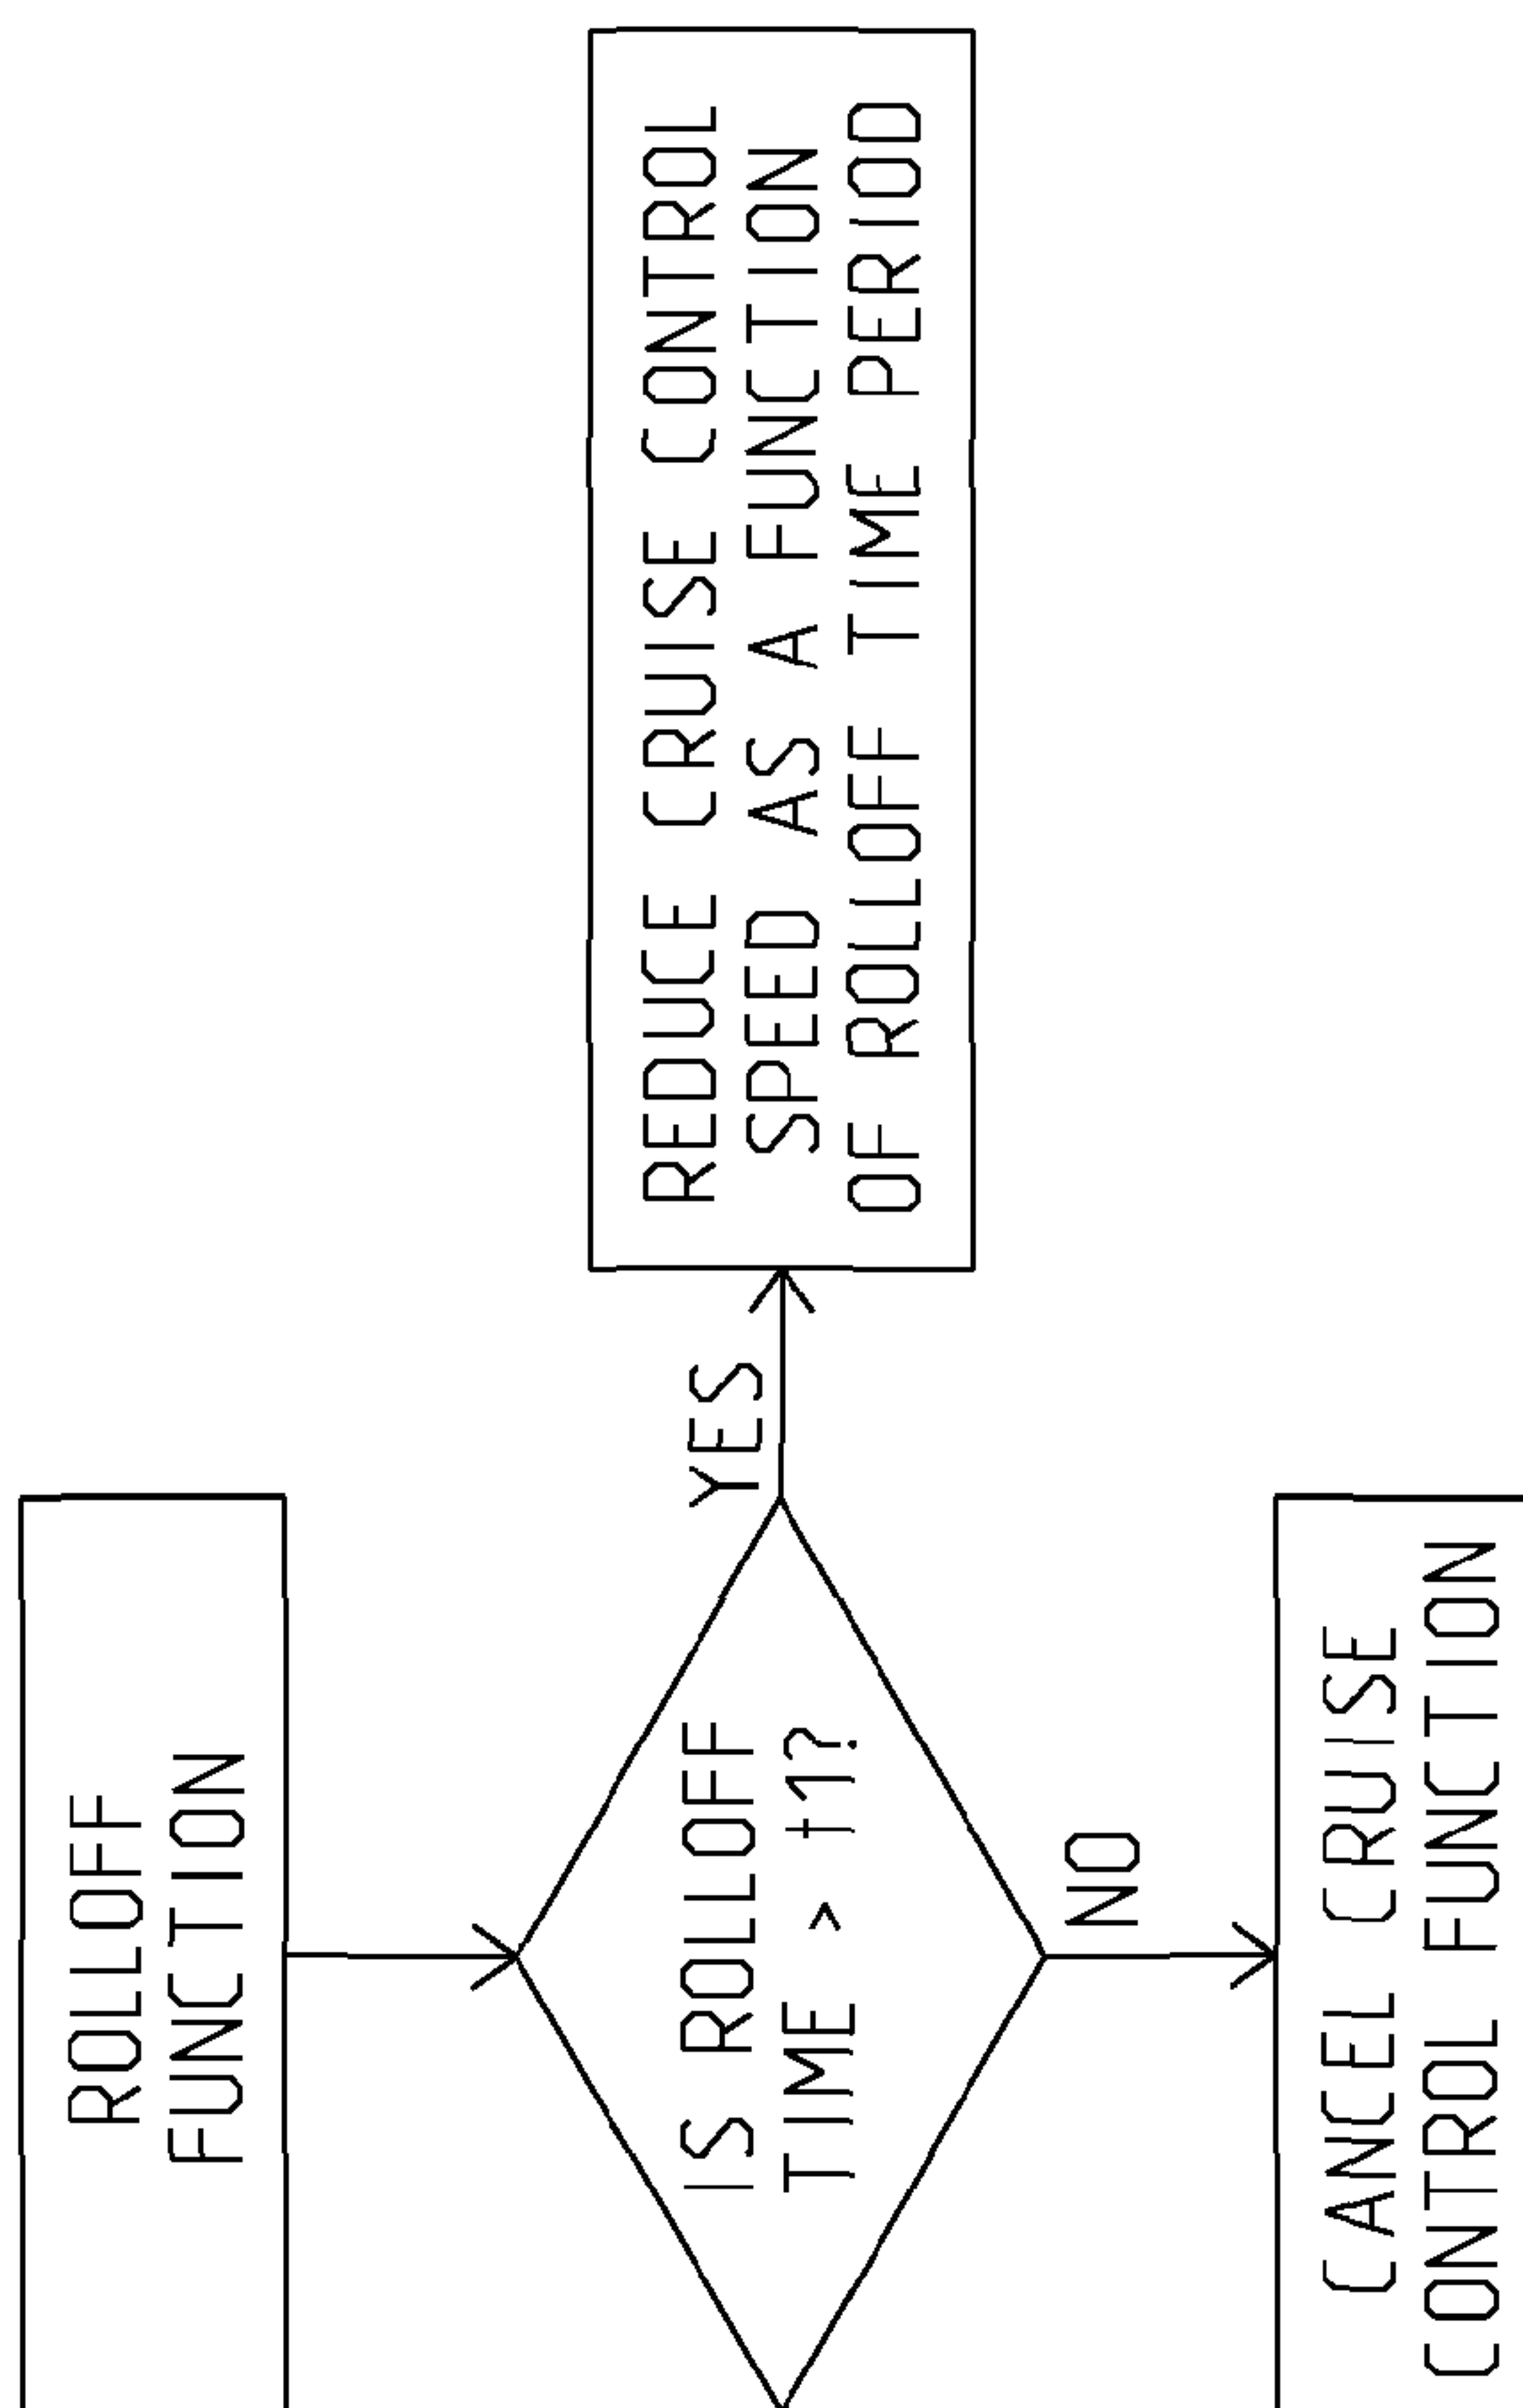 ROLLOFF
FUNCTION
IS ROLLOFF
TIME > t1?
YES
REDUCE CRUISE CONTROL
SPEED AS A FUNCTION
OF ROLLOFF TIME PERIOD
NO
CANCEL CRUISE
CONTROL FUNCTION